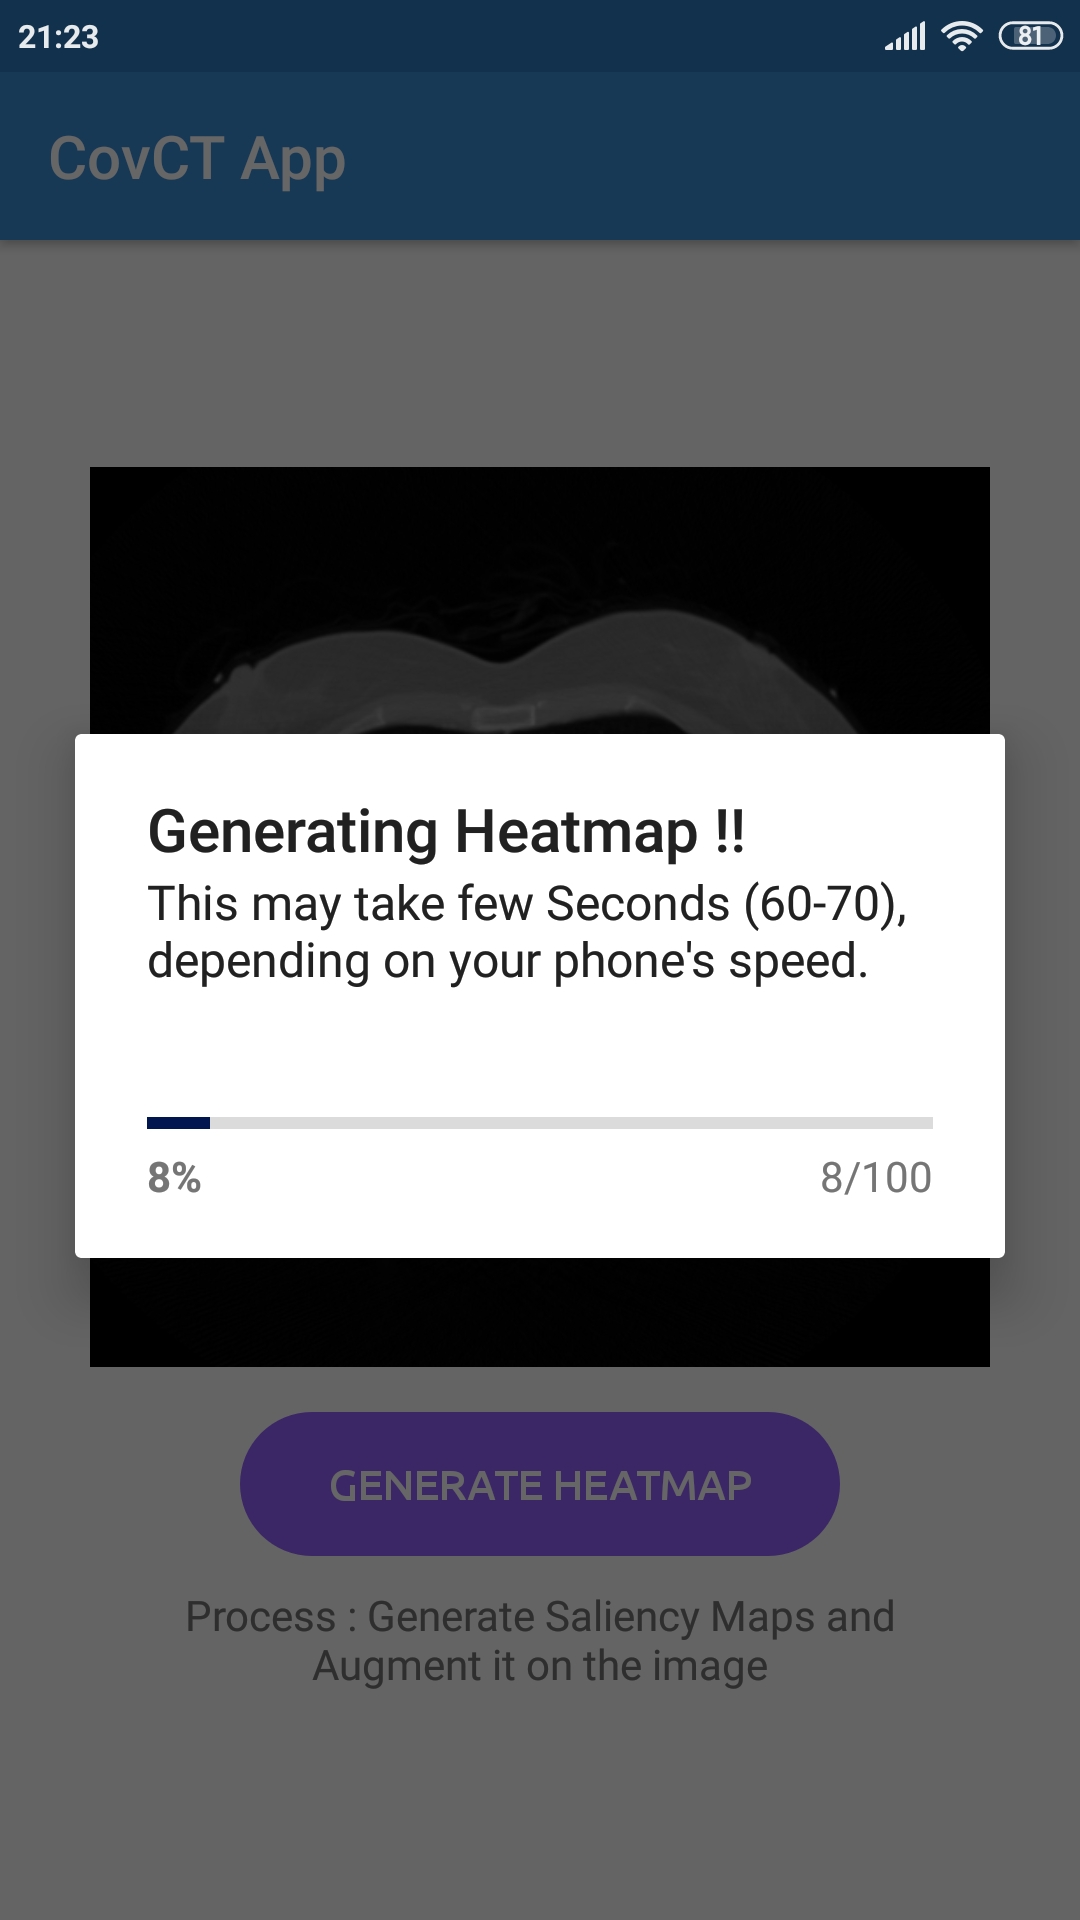 21:23
81
CovCT App
Generating Heatmap !!
This may take few Seconds (60-70),
depending on your phone's speed.
8%
8/100
GENERATE HEATMAP
Process : Generate Saliency Maps and
Augment it on the image